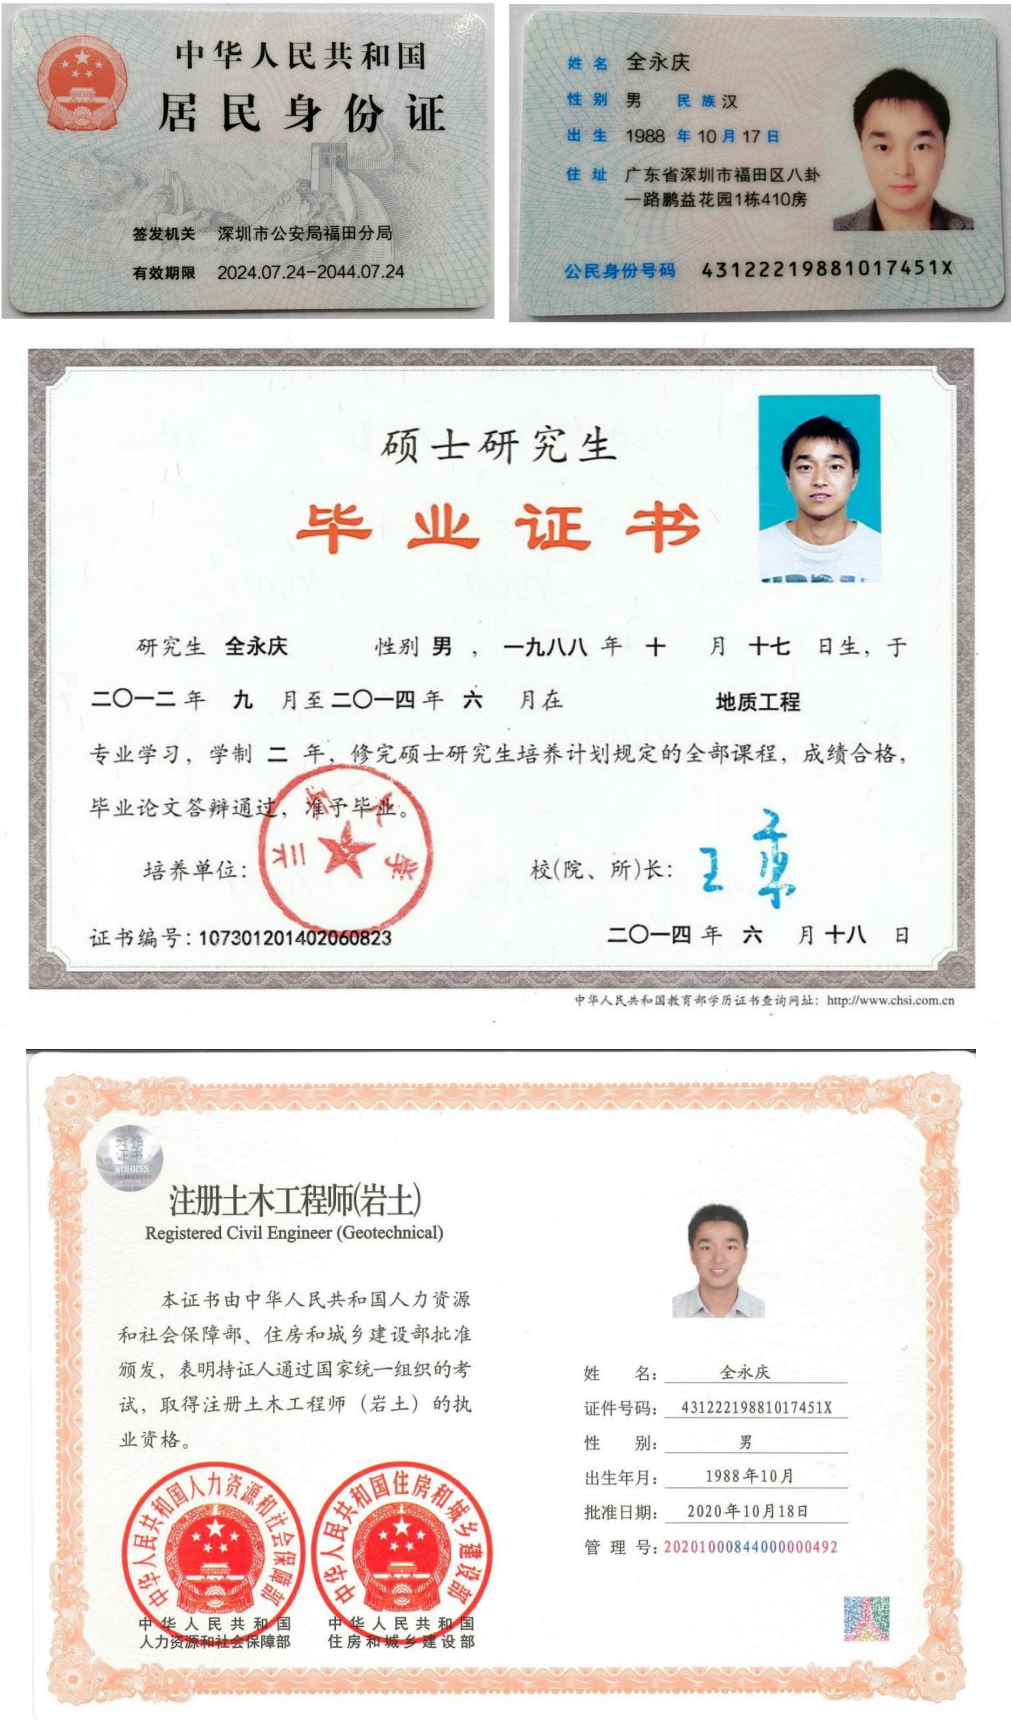 中华人民共和国
居民身份证
签发机关 深圳市公安局福田分局
有效期限 2024.07.24-2044.07.24
姓名 全永庆
性别 男 民族 汉
出生 1988 年 10 月 17 日
住址 广东省深圳市福田区八卦
一路鹏益花园1栋410房
公民身份号码 43122219881017451X
硕士研究生
毕业证书
研究生 全永庆 性别 男 ，一九八八 年 十 月 十七 日生，于
二〇一二 年 九 月至 二〇一四 年 六 月在 地质工程
专业学习，学制 二 年，修完硕士研究生培养计划规定的全部课程，成绩合格，
毕业论文答辩通过，准予毕业。
兰州大学
培养单位： 校(院、所)长： 王乘
证书编号：107301201402060823 二〇一四 年 六 月 十八 日
中华人民共和国教育部学历证书查询网址：http://www.chsi.com.cn
注册土木工程师(岩土)
Registered Civil Engineer (Geotechnical)
本证书由中华人民共和国人力资源
和社会保障部、住房和城乡建设部批准
颁发，表明持证人通过国家统一组织的考
试，取得注册土木工程师（岩土）的执
业资格。
中华人民共和国人力资源和社会保障部
中华人民共和国住房和城乡建设部
中华人民共和国
人力资源和社会保障部
中华人民共和国
住房和城乡建设部
姓 名：全永庆
证件号码：43122219881017451X
性 别：男
出生年月：1988年10月
批准日期：2020年10月18日
管 理 号：20201000844000000492